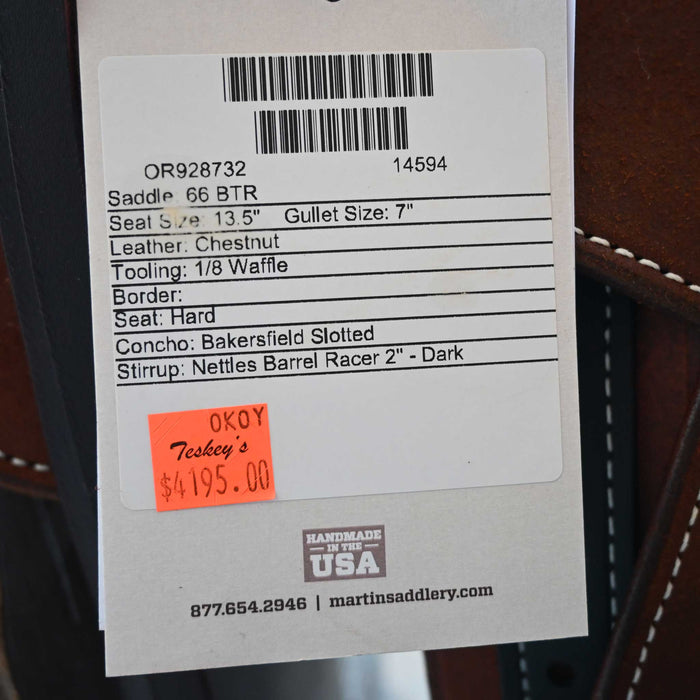 OR928732 14594
Saddle: 66 BTR
Seat Size: 13.5" Gullet Size: 7"
Leather: Chestnut
Tooling: 1/8 Waffle
Border:
Seat: Hard
Concho: Bakersfield Slotted
Stirrup: Nettles Barrel Racer 2" - Dark
OKOY
Teskey's
$4195.00
HANDMADE
IN THE
USA
877.654.2946 | martinsaddlery.com